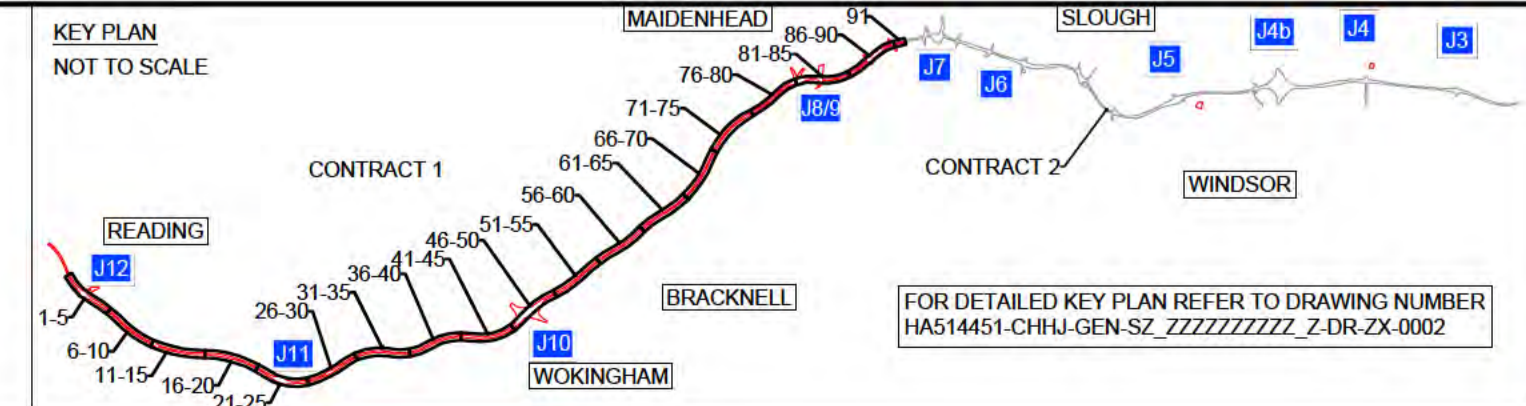 KEY PLAN
NOT TO SCALE
MAIDENHEAD
91
SLOUGH
86-90
81-85
76-80
J8/9
J7
J6
J5
J4b
J4
J3
71-75
66-70
61-65
56-60
51-55
46-50
41-45
36-40
31-35
26-30
CONTRACT 1
CONTRACT 2
WINDSOR
READING
J12
1-5
6-10
11-15
16-20
21-25
J11
J10
WOKINGHAM
BRACKNELL
FOR DETAILED KEY PLAN REFER TO DRAWING NUMBER
HA514451-CHHJ-GEN-SZ_ZZZZZZZZZZ_Z-DR-ZX-0002